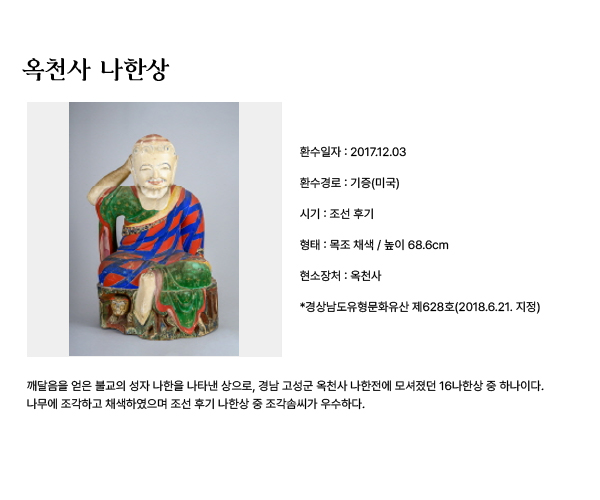 옥천사 나한상
환수일자 : 2017.12.03
환수경로 : 기증(미국)
시기 : 조선 후기
형태 : 목조 채색 / 높이 68.6cm
현소장처 : 옥천사
*경상남도유형문화유산 제628호(2018.6.21. 지정)
깨달음을 얻은 불교의 성자 나한을 나타낸 상으로, 경남 고성군 옥천사 나한전에 모셔졌던 16나한상 중 하나이다.
나무에 조각하고 채색하였으며 조선 후기 나한상 중 조각솜씨가 우수하다.